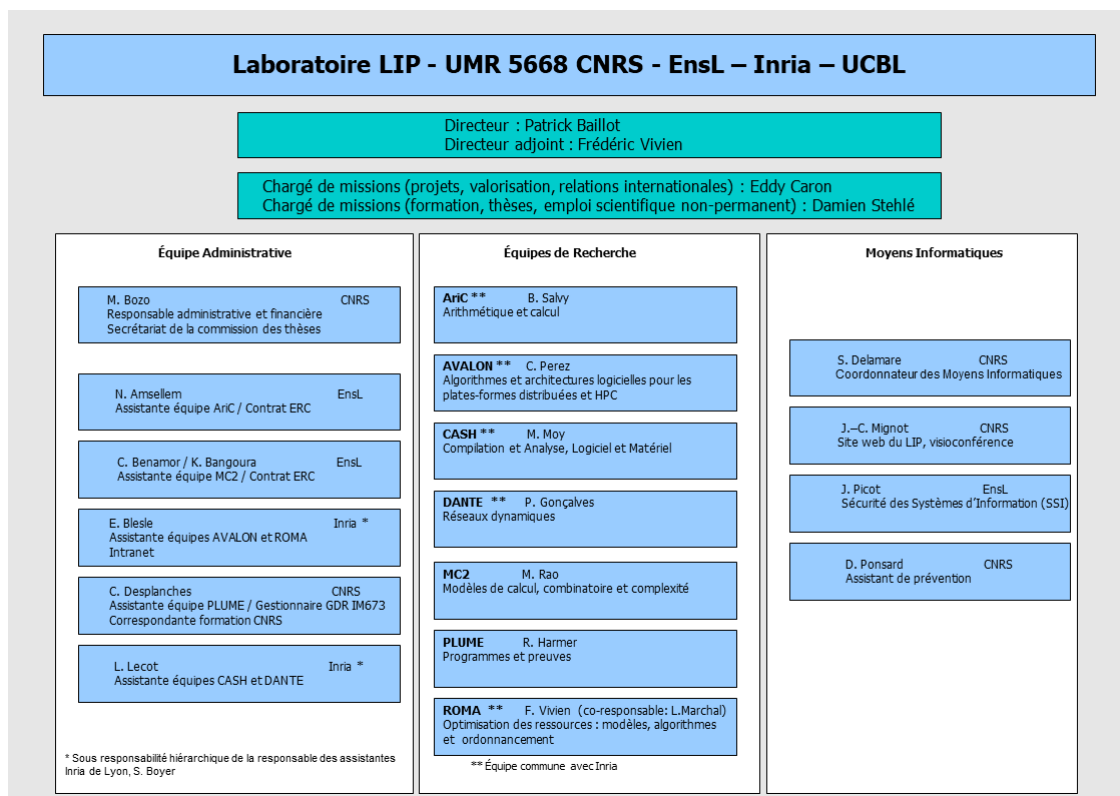 Laboratoire LIP - UMR 5668 CNRS - EnsL – Inria – UCBL
Directeur : Patrick Baillot
Directeur adjoint : Frédéric Vivien
Chargé de missions (projets, valorisation, relations internationales) : Eddy Caron
Chargé de missions (formation, thèses, emploi scientifique non-permanent) : Damien Stehlé
Équipe Administrative
M. Bozo CNRS
Responsable administrative et financière
Secrétariat de la commission des thèses
N. Amsellem EnsL
Assistante équipe AriC / Contrat ERC
C. Benamor / K. Bangoura EnsL
Assistante équipe MC2 / Contrat ERC
E. Blesle Inria *
Assistante équipes AVALON et ROMA
Intranet
C. Desplanches CNRS
Assistante équipe PLUME / Gestionnaire GDR IM673
Correspondante formation CNRS
L. Lecot Inria *
Assistante équipes CASH et DANTE
* Sous responsabilité hiérarchique de la responsable des assistantes
Inria de Lyon, S. Boyer
Équipes de Recherche
AriC ** B. Salvy
Arithmétique et calcul
AVALON ** C. Perez
Algorithmes et architectures logicielles pour les
plates-formes distribuées et HPC
CASH ** M. Moy
Compilation et Analyse, Logiciel et Matériel
DANTE ** P. Gonçalves
Réseaux dynamiques
MC2 M. Rao
Modèles de calcul, combinatoire et complexité
PLUME R. Harmer
Programmes et preuves
ROMA ** F. Vivien (co-responsable: L.Marchal)
Optimisation des ressources : modèles, algorithmes
et ordonnancement
** Équipe commune avec Inria
Moyens Informatiques
S. Delamare CNRS
Coordonnateur des Moyens Informatiques
J.–C. Mignot CNRS
Site web du LIP, visioconférence
J. Picot EnsL
Sécurité des Systèmes d'Information (SSI)
D. Ponsard CNRS
Assistant de prévention